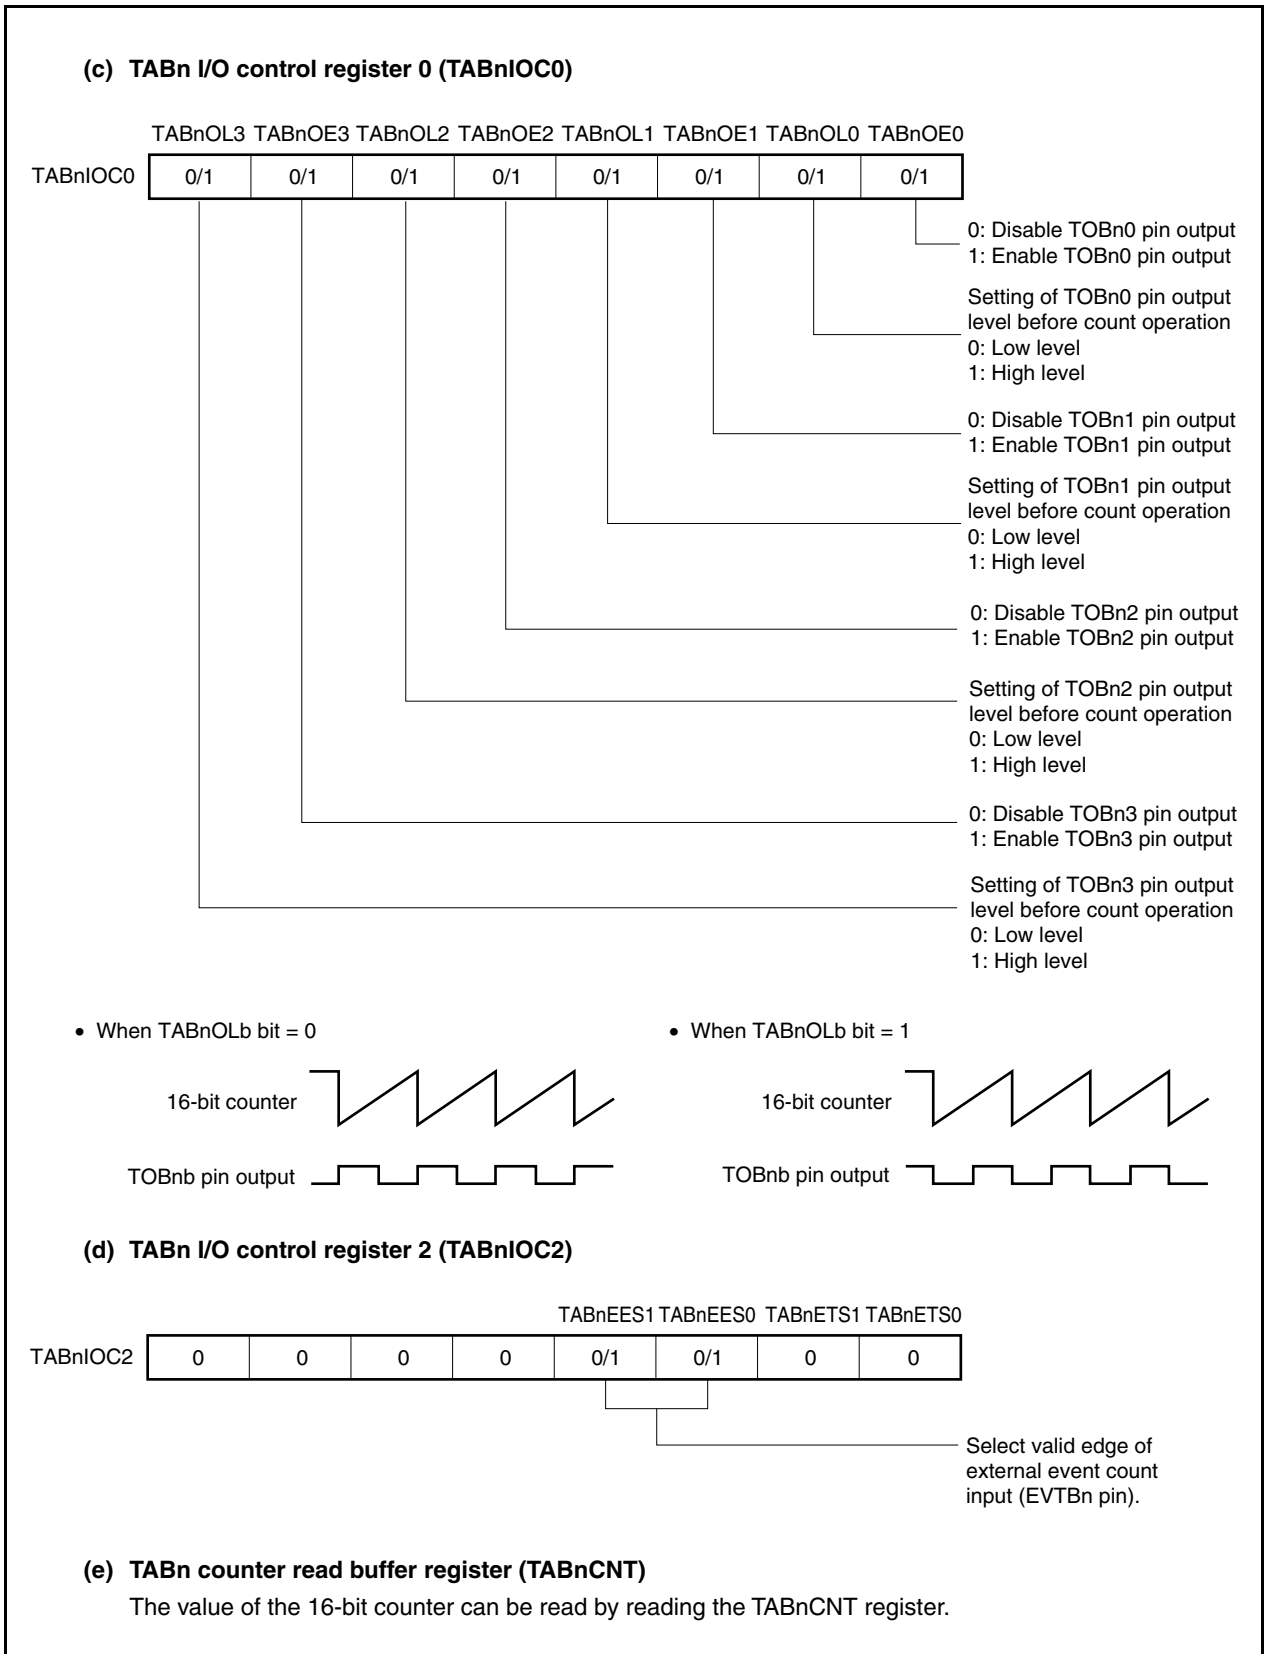 (c) TABn I/O control register 0 (TABnIOC0)
TABnOL3 TABnOE3 TABnOL2 TABnOE2 TABnOL1 TABnOE1 TABnOL0 TABnOE0
TABnIOC0 0/1 0/1 0/1 0/1 0/1 0/1 0/1 0/1
0: Disable TOBn0 pin output
1: Enable TOBn0 pin output
Setting of TOBn0 pin output
level before count operation
0: Low level
1: High level
0: Disable TOBn1 pin output
1: Enable TOBn1 pin output
Setting of TOBn1 pin output
level before count operation
0: Low level
1: High level
0: Disable TOBn2 pin output
1: Enable TOBn2 pin output
Setting of TOBn2 pin output
level before count operation
0: Low level
1: High level
0: Disable TOBn3 pin output
1: Enable TOBn3 pin output
Setting of TOBn3 pin output
level before count operation
0: Low level
1: High level
• When TABnOLb bit = 0
16-bit counter
TOBnb pin output
• When TABnOLb bit = 1
16-bit counter
TOBnb pin output
(d) TABn I/O control register 2 (TABnIOC2)
TABnEES1 TABnEES0 TABnETS1 TABnETS0
TABnIOC2 0 0 0 0 0/1 0/1 0 0
Select valid edge of
external event count
input (EVTBn pin).
(e) TABn counter read buffer register (TABnCNT)
The value of the 16-bit counter can be read by reading the TABnCNT register.